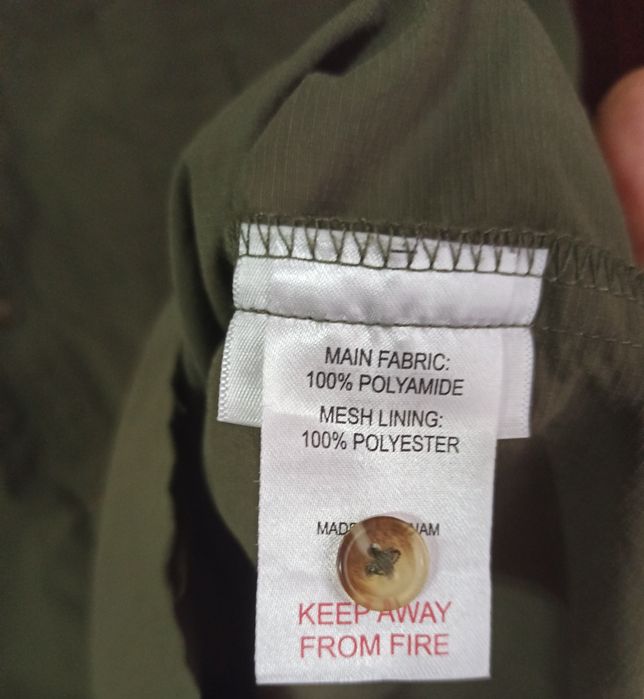 MAIN FABRIC:
100% POLYAMIDE
MESH LINING:
100% POLYESTER
KEEP AWAY
FROM FIRE